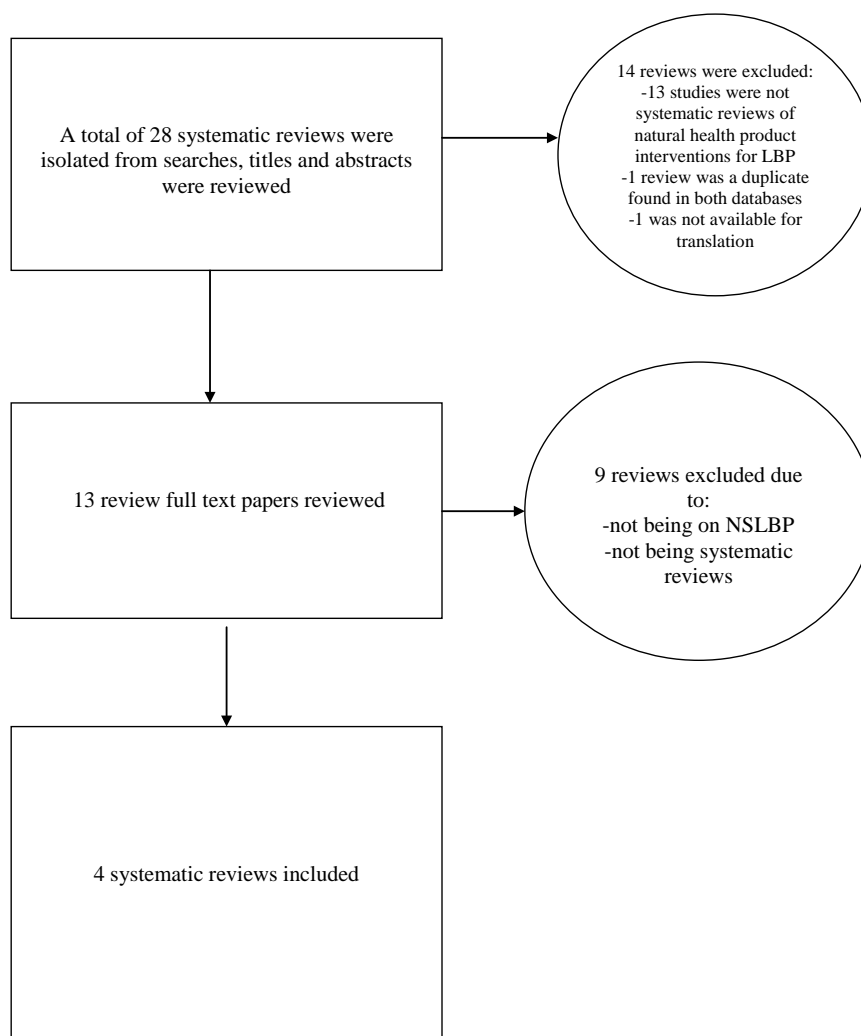 A total of 28 systematic reviews were
isolated from searches, titles and abstracts
were reviewed
14 reviews were excluded:
-13 studies were not
systematic reviews of
natural health product
interventions for LBP
-1 review was a duplicate
found in both databases
-1 was not available for
translation
13 review full text papers reviewed
9 reviews excluded due
to:
-not being on NSLBP
-not being systematic
reviews
4 systematic reviews included